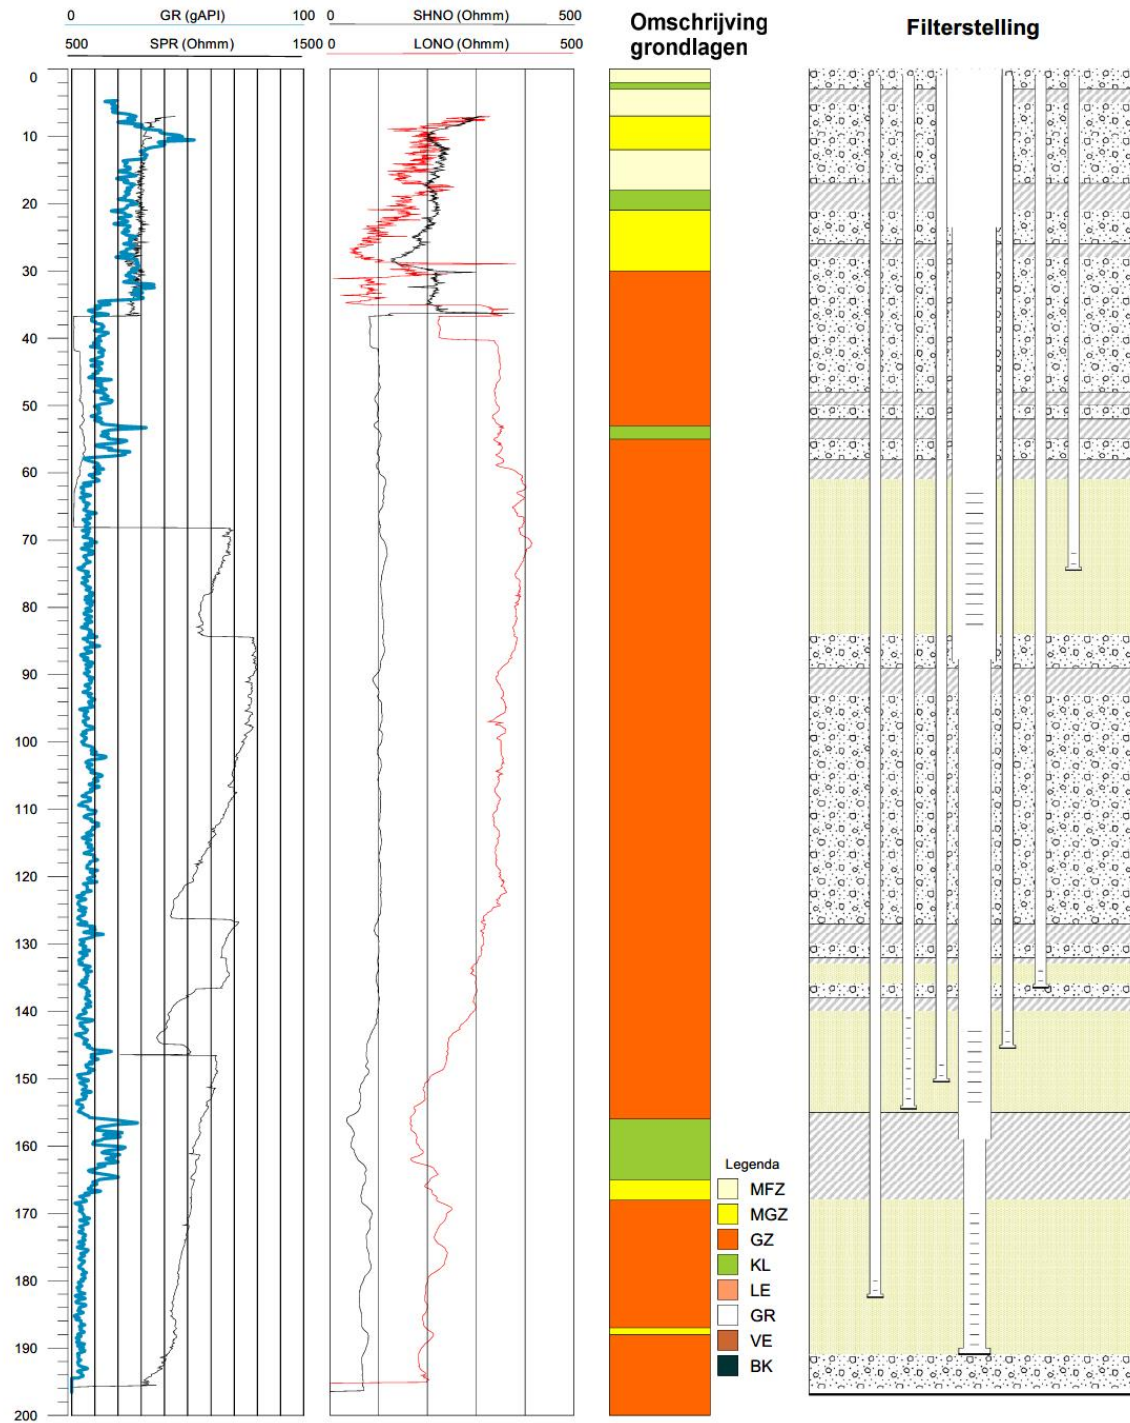 0 GR (gAPI) 100
500 SPR (Ohmm) 1500
0 SHNO (Ohmm) 500
0 LONO (Ohmm) 500
Omschrijving
grondlagen
Filterstelling
0
10
20
30
40
50
60
70
80
90
100
110
120
130
140
150
160
170
180
190
200
Legenda
MFZ
MGZ
GZ
KL
LE
GR
VE
BK